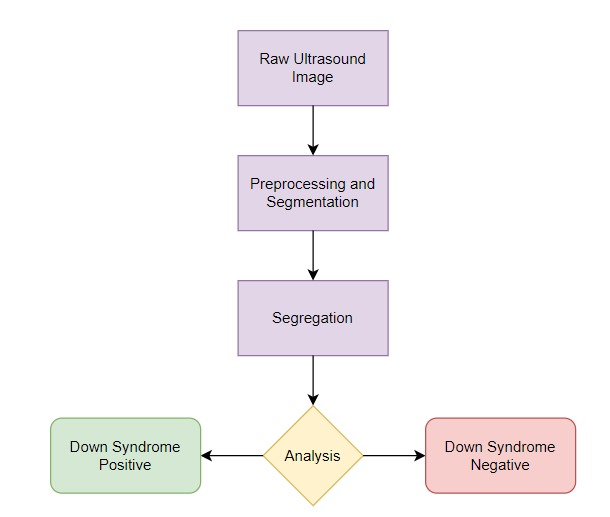 Raw Ultrasound
Image
Preprocessing and
Segmentation
Segregation
Analysis
Down Syndrome
Positive
Down Syndrome
Negative